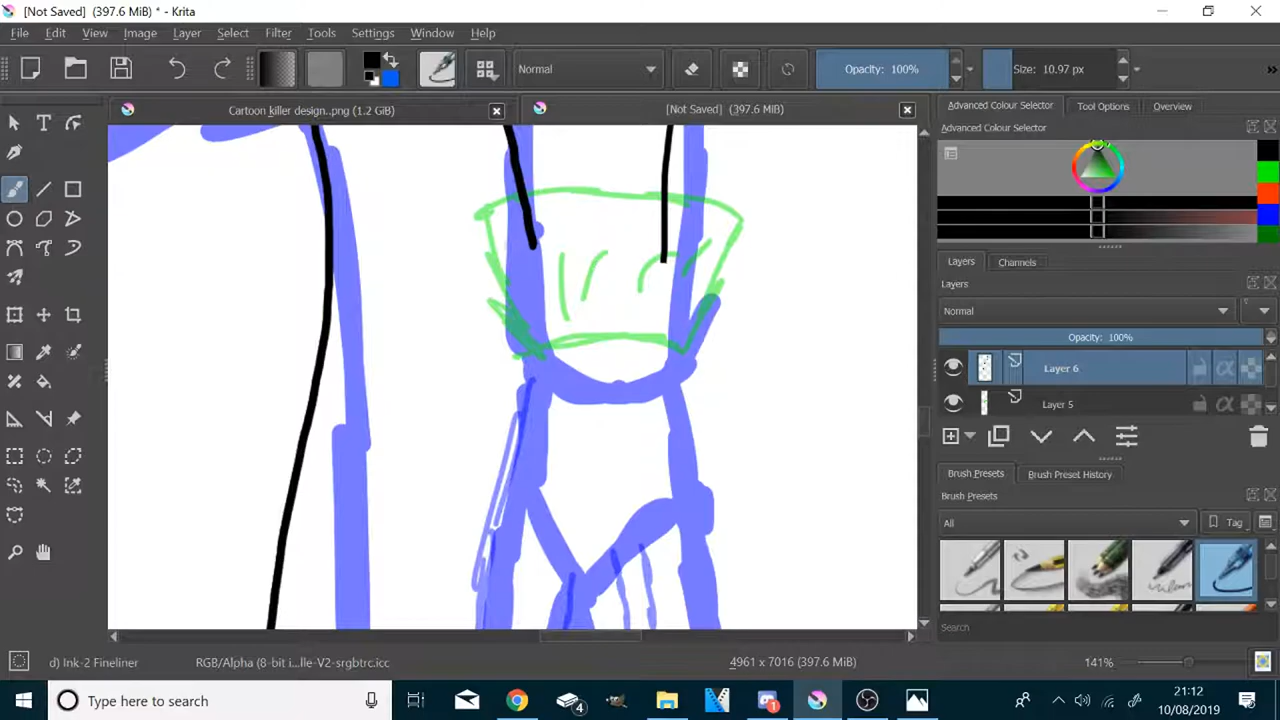 [Not Saved] (397.6 MiB) * - Krita
File Edit View Image Layer Select Filter Tools Settings Window Help
Normal
Opacity: 100%
Size: 10.97 px
»
Cartoon killer design..png (1.2 GiB)
[Not Saved] (397.6 MiB)
Advanced Colour Selector
Tool Options
Overview
Advanced Colour Selector
Layers
Channels
Layers
Normal
Opacity: 100%
Layer 6
Layer 5
Brush Presets
Brush Preset History
Brush Presets
All
Tag
Search
d) Ink-2 Fineliner
RGB/Alpha (8-bit i...lle-V2-srgbtrc.icc
4961 x 7016 (397.6 MiB)
141%
Type here to search
4
1
21:12
10/08/2019